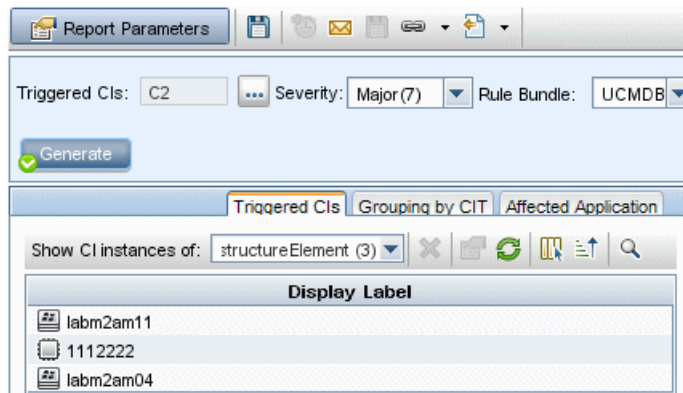 Report Parameters
Triggered CIs: C2 ... Severity: Major (7) Rule Bundle: UCMDB
Generate
Triggered CIs Grouping by CIT Affected Application
Show CI instances of: structureElement (3)
Display Label
labm2am11
1112222
labm2am04